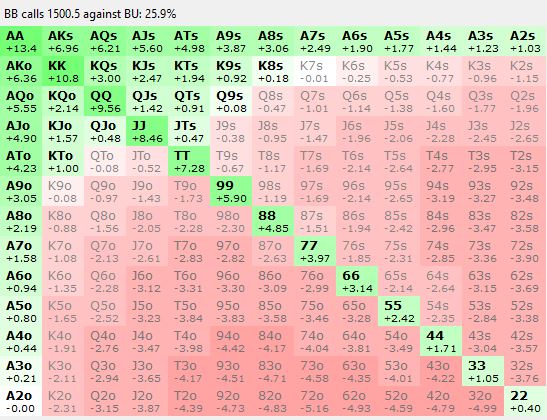 BB calls 1500.5 against BU: 25.9%
AA AKs AQs AJs ATs A9s A8s A7s A6s A5s A4s A3s A2s
+13.4 +6.96 +6.21 +5.60 +4.98 +3.87 +3.06 +2.49 +1.90 +1.77 +1.44 +1.23 +1.03
AKo KK KQs KJs KTs K9s K8s K7s K6s K5s K4s K3s K2s
+6.36 +10.8 +3.00 +2.47 +1.94 +0.92 +0.18 -0.01 -0.25 -0.53 -0.77 -0.96 -1.15
AQo KQo QQ QJs QTs Q9s Q8s Q7s Q6s Q5s Q4s Q3s Q2s
+5.55 +2.14 +9.56 +1.42 +0.91 +0.08 -0.47 -1.01 -1.14 -1.38 -1.60 -1.77 -1.96
AJo KJo QJo JJ JTs J9s J8s J7s J6s J5s J4s J3s J2s
+4.90 +1.57 +0.48 +8.46 +0.47 -0.38 -0.95 -1.47 -1.96 -2.06 -2.28 -2.45 -2.65
ATo KTo QTo JTo TT T9s T8s T7s T6s T5s T4s T3s T2s
+4.23 +1.00 -0.08 -0.52 +7.28 -0.67 -1.17 -1.69 -2.14 -2.64 -2.77 -2.95 -3.15
A9o K9o Q9o J9o T9o 99 98s 97s 96s 95s 94s 93s 92s
+3.05 -0.08 -0.97 -1.43 -1.73 +5.90 -1.19 -1.69 -2.14 -2.65 -3.19 -3.27 -3.48
A8o K8o Q8o J8o T8o 98o 88 87s 86s 85s 84s 83s 82s
+2.19 -0.88 -1.56 -2.05 -2.28 -2.30 +4.85 -1.51 -1.94 -2.42 -2.96 -3.47 -3.58
A7o K7o Q7o J7o T7o 97o 87o 77 76s 75s 74s 73s 72s
+1.58 -1.08 -2.13 -2.61 -2.83 -2.82 -2.63 +3.97 -1.85 -2.31 -2.85 -3.36 -3.90
A6o K6o Q6o J6o T6o 96o 86o 76o 66 65s 64s 63s 62s
+0.94 -1.35 -2.28 -3.12 -3.31 -3.30 -3.09 -2.99 +3.14 -2.14 -2.64 -3.15 -3.69
A5o K5o Q5o J5o T5o 95o 85o 75o 65o 55 54s 53s 52s
+0.80 -1.65 -2.52 -3.23 -3.84 -3.83 -3.58 -3.46 -3.28 +2.42 -2.35 -2.84 -3.38
A4o K4o Q4o J4o T4o 94o 84o 74o 64o 54o 44 43s 42s
+0.44 -1.91 -2.76 -3.47 -3.98 -4.42 -4.17 -4.04 -3.81 -3.49 +1.71 -3.04 -3.57
A3o K3o Q3o J3o T3o 93o 83o 73o 63o 53o 43o 33 32s
+0.21 -2.11 -2.94 -3.65 -4.17 -4.51 -4.71 -4.58 -4.35 -4.01 -4.22 +1.05 -3.76
A2o K2o Q2o J2o T2o 92o 82o 72o 62o 52o 42o 32o 22
-0.00 -2.31 -3.15 -3.87 -4.39 -4.73 -4.83 -5.16 -4.93 -4.59 -4.79 -4.99 +0.40